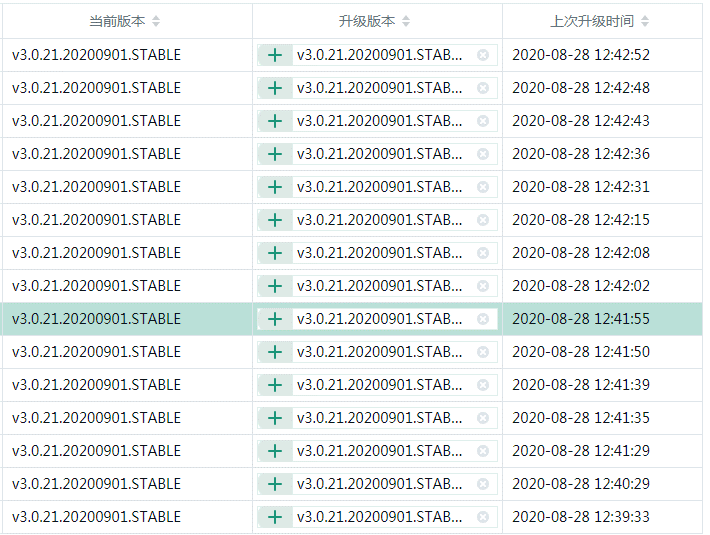 当前版本 升级版本 上次升级时间
v3.0.21.20200901.STABLE v3.0.21.20200901.STAB... 2020-08-28 12:42:52
v3.0.21.20200901.STABLE v3.0.21.20200901.STAB... 2020-08-28 12:42:48
v3.0.21.20200901.STABLE v3.0.21.20200901.STAB... 2020-08-28 12:42:43
v3.0.21.20200901.STABLE v3.0.21.20200901.STAB... 2020-08-28 12:42:36
v3.0.21.20200901.STABLE v3.0.21.20200901.STAB... 2020-08-28 12:42:31
v3.0.21.20200901.STABLE v3.0.21.20200901.STAB... 2020-08-28 12:42:15
v3.0.21.20200901.STABLE v3.0.21.20200901.STAB... 2020-08-28 12:42:08
v3.0.21.20200901.STABLE v3.0.21.20200901.STAB... 2020-08-28 12:42:02
v3.0.21.20200901.STABLE v3.0.21.20200901.STAB... 2020-08-28 12:41:55
v3.0.21.20200901.STABLE v3.0.21.20200901.STAB... 2020-08-28 12:41:50
v3.0.21.20200901.STABLE v3.0.21.20200901.STAB... 2020-08-28 12:41:39
v3.0.21.20200901.STABLE v3.0.21.20200901.STAB... 2020-08-28 12:41:35
v3.0.21.20200901.STABLE v3.0.21.20200901.STAB... 2020-08-28 12:41:29
v3.0.21.20200901.STABLE v3.0.21.20200901.STAB... 2020-08-28 12:40:29
v3.0.21.20200901.STABLE v3.0.21.20200901.STAB... 2020-08-28 12:39:33